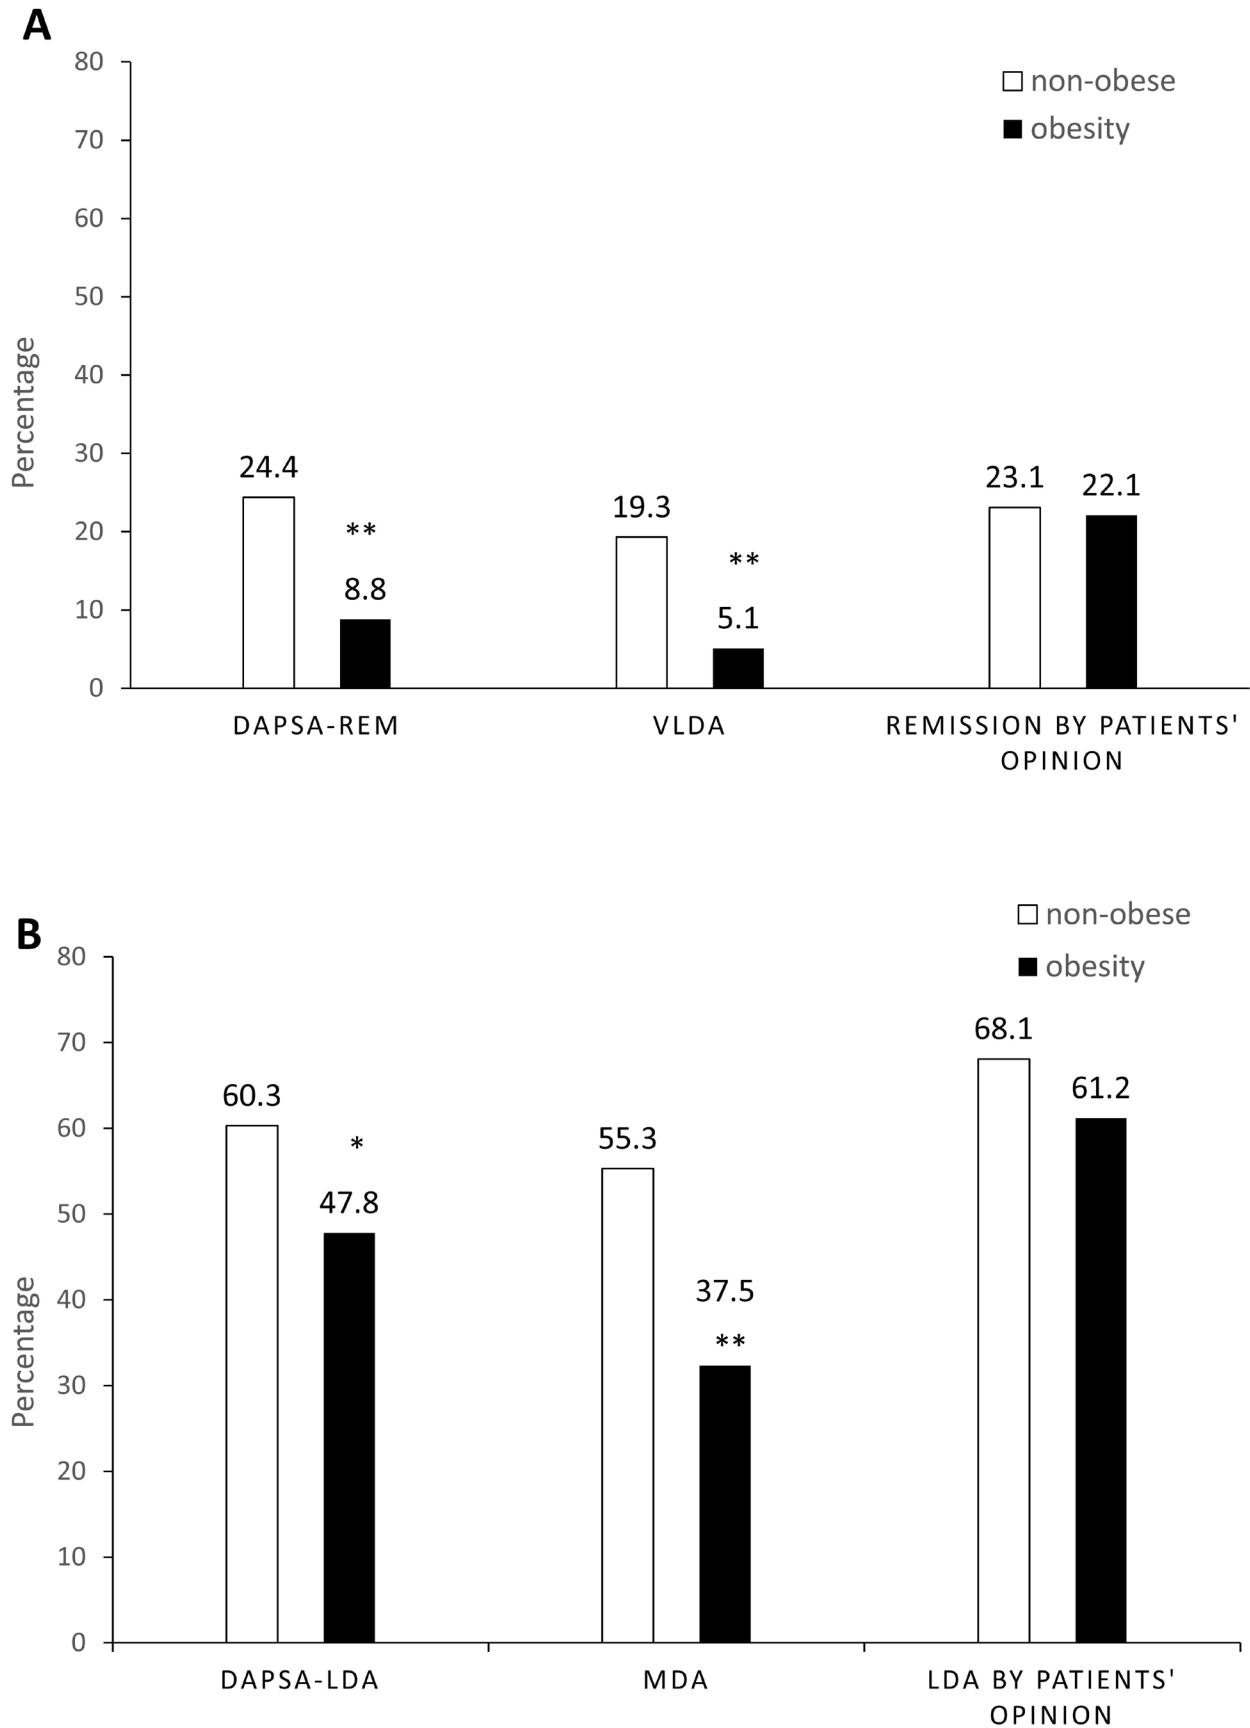 A
80
70
60
50
40
30
20
10
0
Percentage
non-obese
obesity
24.4
**
8.8
19.3
**
5.1
23.1
22.1
DAPSA-REM
VLDA
REMISSION BY PATIENTS'
OPINION
B
80
70
60
50
40
30
20
10
0
Percentage
non-obese
obesity
60.3
*
47.8
55.3
37.5
**
68.1
61.2
DAPSA-LDA
MDA
LDA BY PATIENTS'
OPINION